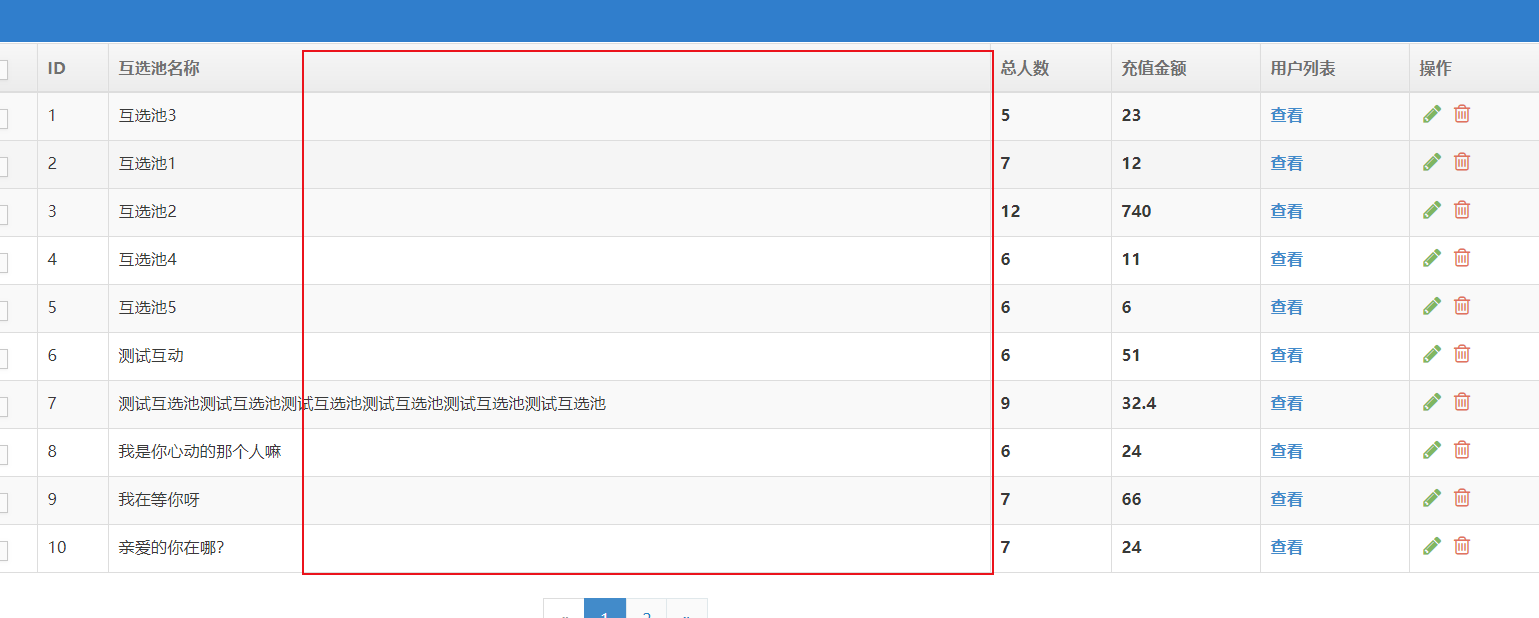 ID 互选池名称 总人数 充值金额 用户列表 操作
1 互选池3 5 23 查看
2 互选池1 7 12 查看
3 互选池2 12 740 查看
4 互选池4 6 11 查看
5 互选池5 6 6 查看
6 测试互动 6 51 查看
7 测试互选池测试互选池测试互选池测试互选池测试互选池测试互选池 9 32.4 查看
8 我是你心动的那个人嘛 6 24 查看
9 我在等你呀 7 66 查看
10 亲爱的你在哪? 7 24 查看
« 1 2 »